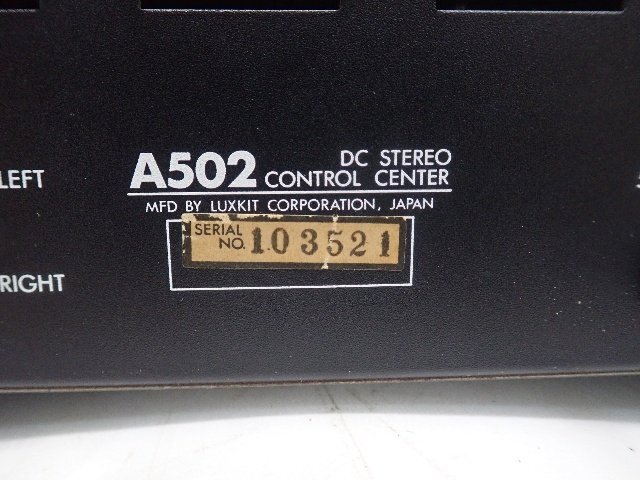 LEFT
A502 DC STEREO
CONTROL CENTER
MFD BY LUXKIT CORPORATION, JAPAN
SERIAL
NO. 103521
RIGHT